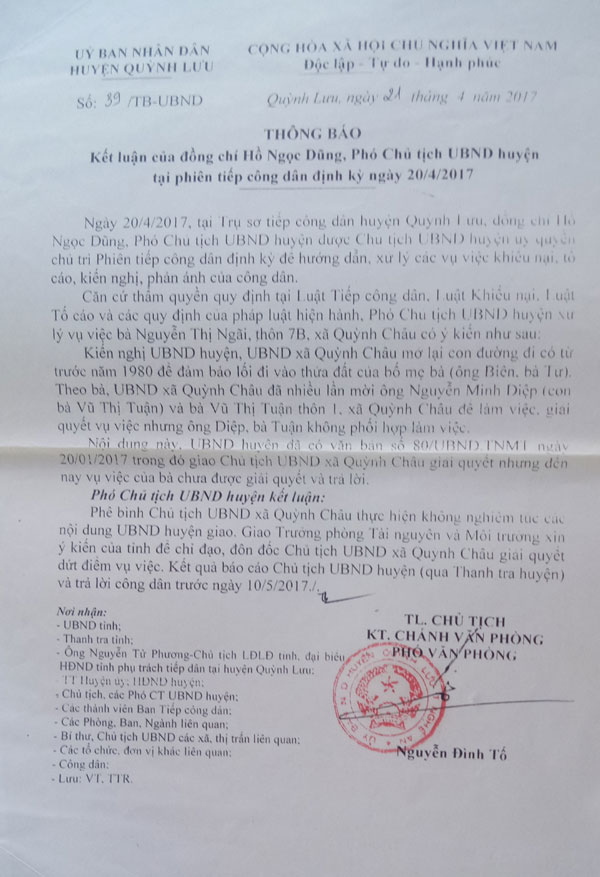 UỶ BAN NHÂN DÂN
HUYỆN QUỲNH LƯU
CỘNG HÒA XÃ HỘI CHỦ NGHĨA VIỆT NAM
Độc lập - Tự do - Hạnh phúc
Số: 39 /TB-UBND
Quỳnh Lưu, ngày 21 tháng 4 năm 2017
THÔNG BÁO
Kết luận của đồng chí Hồ Ngọc Dũng, Phó Chủ tịch UBND huyện
tại phiên tiếp công dân định kỳ ngày 20/4/2017
Ngày 20/4/2017, tại Trụ sở tiếp công dân huyện Quỳnh Lưu, đồng chí Hồ
Ngọc Dũng, Phó Chủ tịch UBND huyện được Chủ tịch UBND huyện ủy quyền
chủ trì Phiên tiếp công dân định kỳ để hướng dẫn, xử lý các vụ việc khiếu nại, tố
cáo, kiến nghị, phản ánh của công dân.
Căn cứ thẩm quyền quy định tại Luật Tiếp công dân, Luật Khiếu nại, Luật
Tố cáo và các quy định của pháp luật hiện hành, Phó Chủ tịch UBND huyện xử
lý vụ việc bà Nguyễn Thị Ngãi, thôn 7B, xã Quỳnh Châu có ý kiến như sau:
Kiến nghị UBND huyện, UBND xã Quỳnh Châu mở lại con đường đi có từ
trước năm 1980 để đảm bảo lối đi vào thửa đất của bố mẹ bà (ông Biên, bà Tư).
Theo bà, UBND xã Quỳnh Châu đã nhiều lần mời ông Nguyễn Minh Diệp (con
bà Vũ Thị Tuận) và bà Vũ Thị Tuận thôn 1, xã Quỳnh Châu để làm việc, giải
quyết vụ việc nhưng ông Diệp, bà Tuận không phối hợp làm việc.
Nội dung này, UBND huyện đã có văn bản số 80/UBND.TNMT ngày
20/01/2017 trong đó giao Chủ tịch UBND xã Quỳnh Châu giải quyết nhưng đến
nay vụ việc của bà chưa được giải quyết và trả lời.
Phó Chủ tịch UBND huyện kết luận:
Phê bình Chủ tịch UBND xã Quỳnh Châu thực hiện không nghiêm túc các
nội dung UBND huyện giao. Giao Trưởng phòng Tài nguyên và Môi trường xin
ý kiến của tỉnh để chỉ đạo, đôn đốc Chủ tịch UBND xã Quỳnh Châu giải quyết
dứt điểm vụ việc. Kết quả báo cáo Chủ tịch UBND huyện (qua Thanh tra huyện)
và trả lời công dân trước ngày 10/5/2017./.
Nơi nhận:
- UBND tỉnh;
- Thanh tra tỉnh;
- Ông Nguyễn Tử Phương-Chủ tịch LĐLĐ tỉnh, đại biểu
HĐND tỉnh phụ trách tiếp dân tại huyện Quỳnh Lưu;
- TT Huyện ủy; HĐND huyện;
- Chủ tịch, các Phó CT UBND huyện;
- Các thành viên Ban Tiếp công dân;
- Các Phòng, Ban, Ngành liên quan;
- Bí thư, Chủ tịch UBND các xã, thị trấn liên quan;
- Các tổ chức, đơn vị khác liên quan;
- Công dân;
- Lưu: VT, TTR.
TL. CHỦ TỊCH
KT. CHÁNH VĂN PHÒNG
PHÓ VĂN PHÒNG
Nguyễn Đình Tố